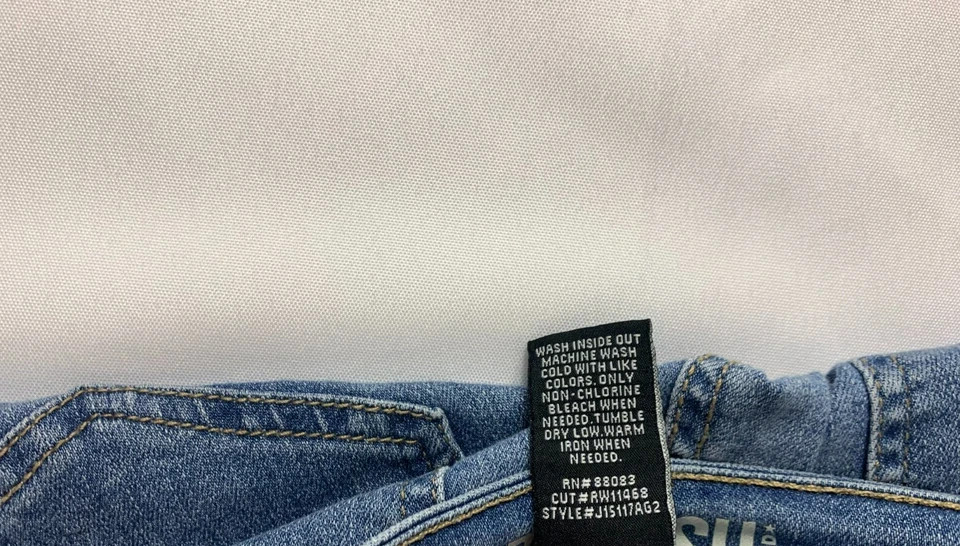 WASH INSIDE OUT
MACHINE WASH
COLD WITH LIKE
COLORS. ONLY
NON-CHLORINE
BLEACH WHEN
NEEDED.TUMBLE
DRY LOW.WARM
IRON WHEN
NEEDED.
RN#88083
CUT#RW11468
STYLE#J15117AG2